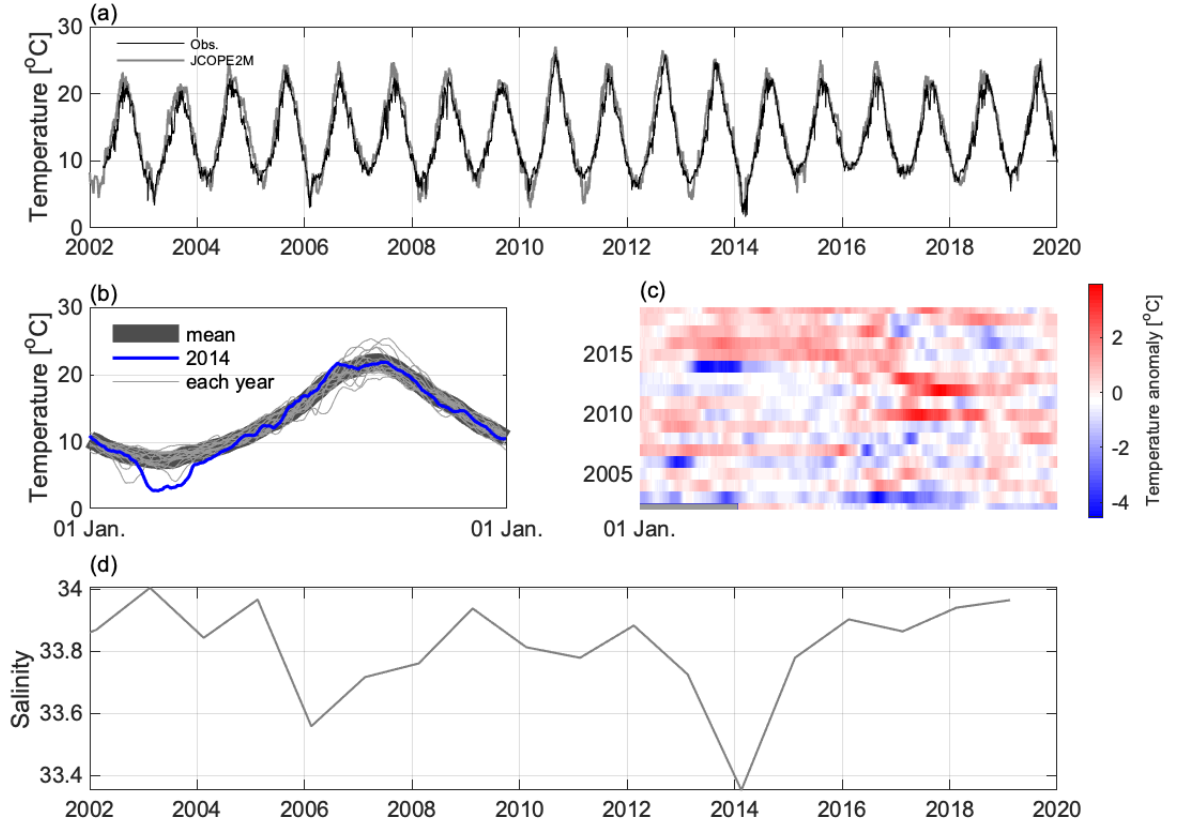 (a)
Temperature [°C]
30
20
10
0
Obs.
JCOPE2M
2002 2004 2006 2008 2010 2012 2014 2016 2018 2020
(b)
Temperature [°C]
30
20
10
0
mean
2014
each year
01 Jan. 01 Jan.
(c)
2015
2010
2005
01 Jan.
2
0
-2
-4
Temperature anomaly [°C]
(d)
Salinity
34
33.8
33.6
33.4
2002 2004 2006 2008 2010 2012 2014 2016 2018 2020